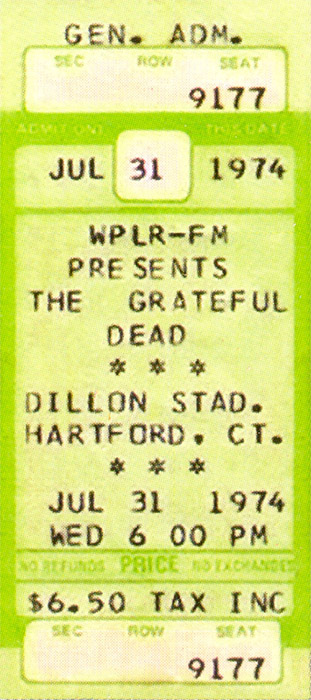 GEN. ADM.
SEC ROW SEAT
9177
ADMIT ONE THIS DATE
JUL 31 1974
WPLR-FM
PRESENTS
THE GRATEFUL
DEAD
* * *
DILLON STAD.
HARTFORD. CT.
* * *
JUL 31 1974
WED 6 00 PM
NO REFUNDS PRICE NO EXCHANGES
$6.50 TAX INC
SEC ROW SEAT
9177